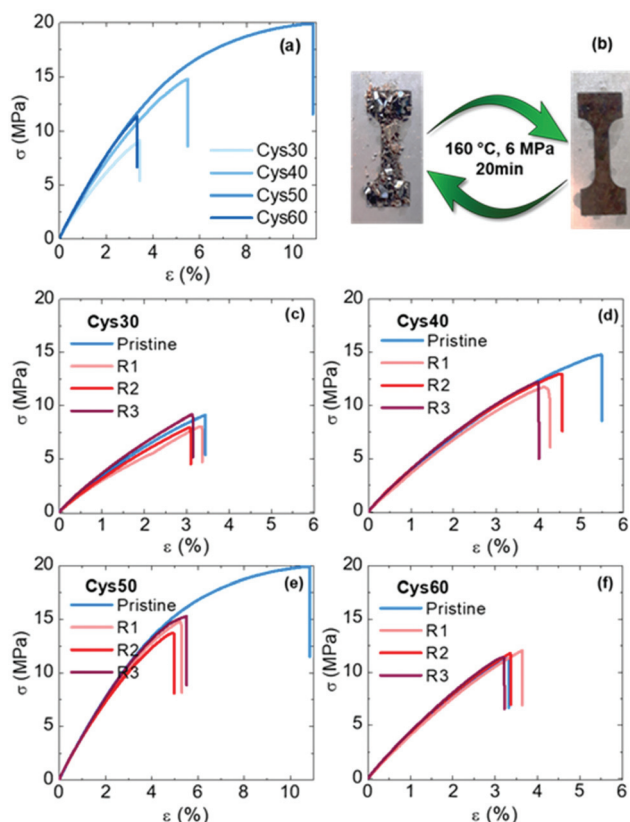 (a)
σ (MPa)
20
15
10
5
0
Cys30
Cys40
Cys50
Cys60
0 2 4 6 8 10
ε (%)
(b)
160 °C, 6 MPa
20min
(c)
Cys30
Pristine
R1
R2
R3
σ (MPa)
20
15
10
5
0
0 1 2 3 4 5 6
ε (%)
(d)
Cys40
Pristine
R1
R2
R3
σ (MPa)
20
15
10
5
0
0 1 2 3 4 5 6
ε (%)
(e)
Cys50
Pristine
R1
R2
R3
σ (MPa)
20
15
10
5
0
0 2 4 6 8 10
ε (%)
(f)
Cys60
Pristine
R1
R2
R3
σ (MPa)
20
15
10
5
0
0 1 2 3 4 5 6
ε (%)